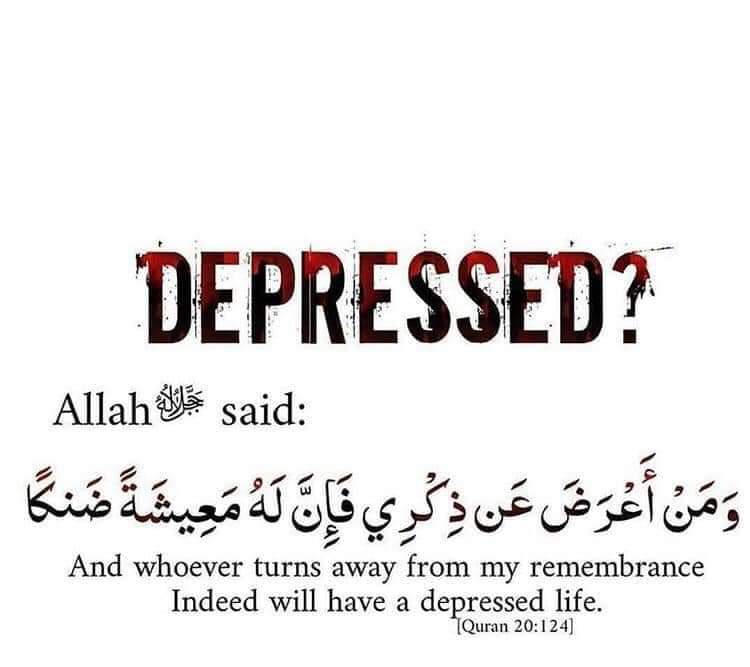 DEPRESSED?
Allah ﷻ said:
وَمَنْ أَعْرَضَ عَن ذِكْرِي فَإِنَّ لَهُ مَعِيشَةً ضَنكًا
And whoever turns away from my remembrance
Indeed will have a depressed life.
[Quran 20:124]